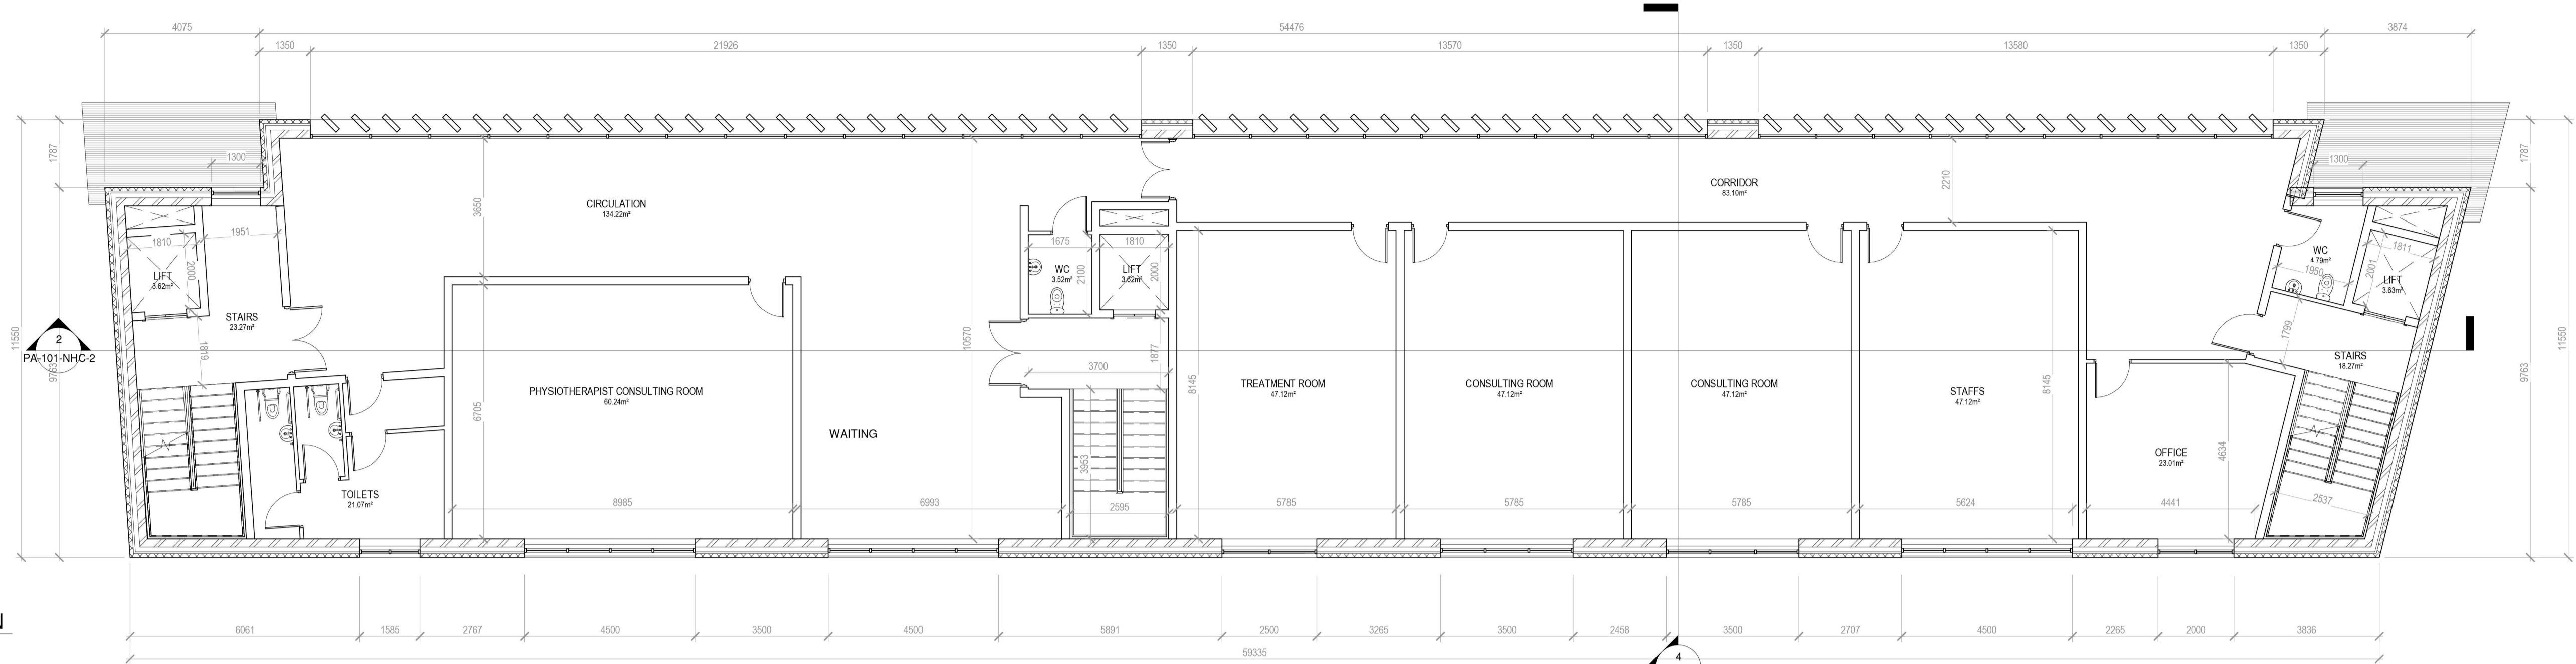 4075
54476
3874
1350
21926
1350
13570
1350
13580
1350
1787
1300
1300
1787
CIRCULATION
134.22m²
CORRIDOR
83.10m²
3650
2210
1810
1951
LIFT
3.62m²
2000
STAIRS
23.27m²
1819
1675
1810
WC
3.52m²
2100
LIFT
3.62m²
2000
WC
4.79m²
1950
1811
2001
LIFT
3.63m²
1799
STAIRS
18.27m²
11550
9763
2
PA-101-NHC-2
10570
1877
3700
11550
9763
PHYSIOTHERAPIST CONSULTING ROOM
60.24m²
6705
WAITING
3953
8145
TREATMENT ROOM
47.12m²
CONSULTING ROOM
47.12m²
CONSULTING ROOM
47.12m²
STAFFS
47.12m²
8145
OFFICE
23.01m²
4634
TOILETS
21.07m²
8985
6993
2595
5785
5785
5785
5624
4441
2537
6061
1585
2767
4500
3500
4500
5891
2500
3265
3500
2458
3500
2707
4500
2265
2000
3836
59335
4